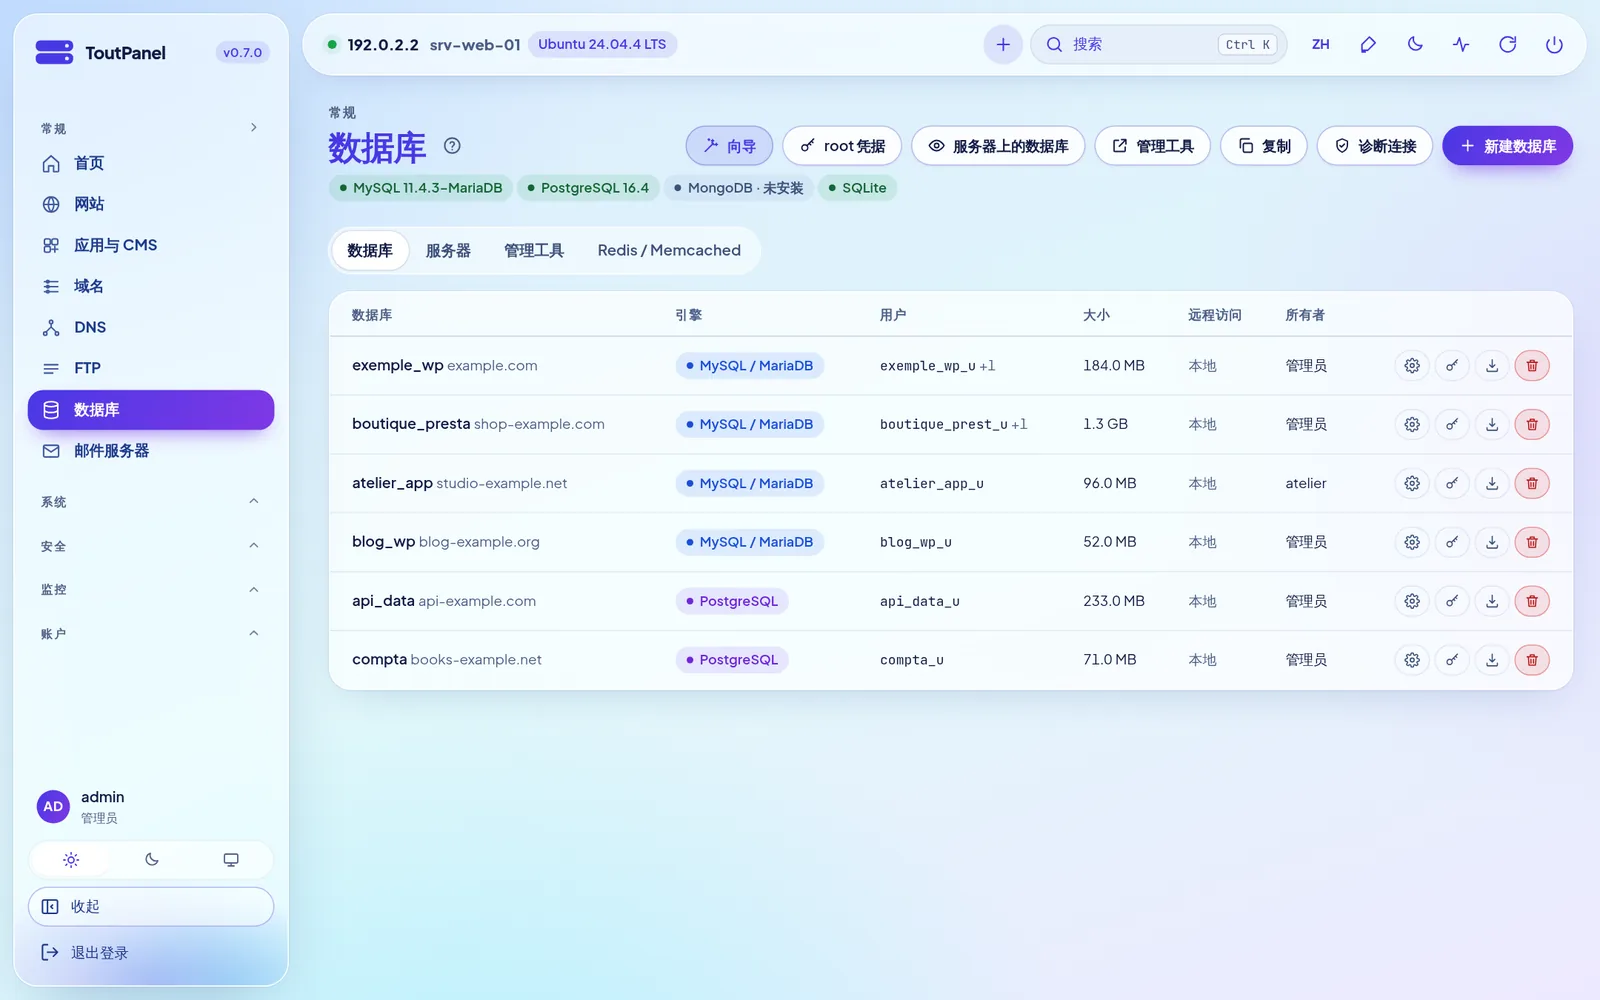 ToutPanel v0.7.0
常规
首页
网站
应用与 CMS
域名
DNS
FTP
数据库
邮件服务器
系统
安全
监控
账户
AD admin
管理员
收起
退出登录
192.0.2.2 srv-web-01 Ubuntu 24.04.4 LTS
搜索 Ctrl K ZH
常规
数据库
向导 root 凭据 服务器上的数据库 管理工具 复制 诊断连接 新建数据库
MySQL 11.4.3-MariaDB PostgreSQL 16.4 MongoDB · 未安装 SQLite
数据库 服务器 管理工具 Redis / Memcached
数据库 引擎 用户 大小 远程访问 所有者
exemple_wp example.com MySQL / MariaDB exemple_wp_u +1 184.0 MB 本地 管理员
boutique_presta shop-example.com MySQL / MariaDB boutique_prest_u +1 1.3 GB 本地 管理员
atelier_app studio-example.net MySQL / MariaDB atelier_app_u 96.0 MB 本地 atelier
blog_wp blog-example.org MySQL / MariaDB blog_wp_u 52.0 MB 本地 管理员
api_data api-example.com PostgreSQL api_data_u 233.0 MB 本地 管理员
compta books-example.net PostgreSQL compta_u 71.0 MB 本地 管理员